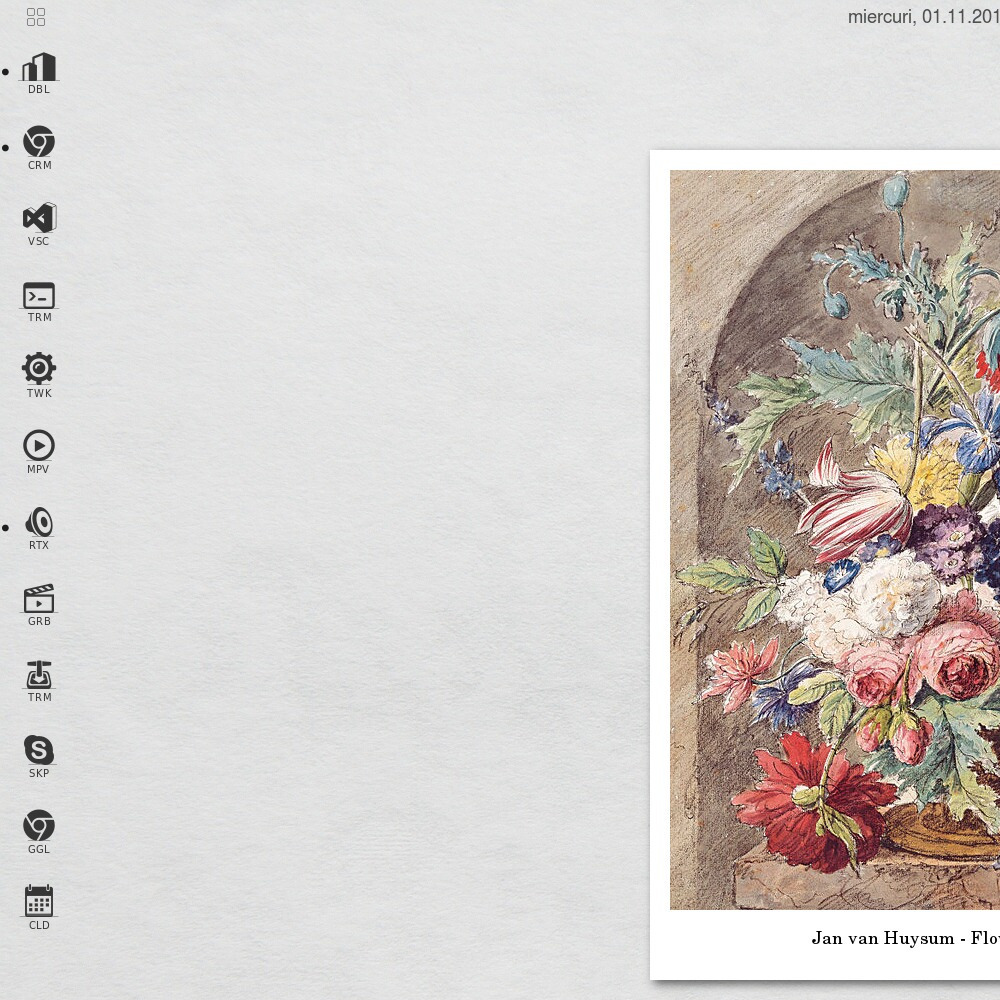 miercuri, 01.11.201
DBL
CRM
VSC
TRM
TWK
MPV
RTX
GRB
TRM
SKP
GGL
CLD
Jan van Huysum - Flo